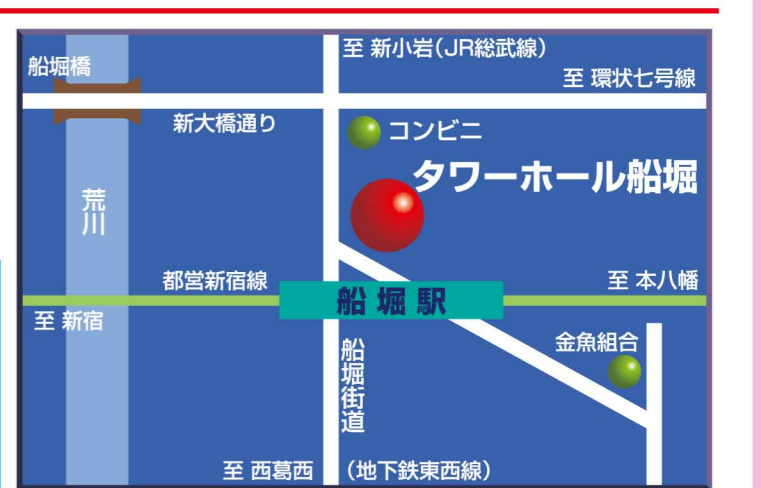 至 新小岩(JR総武線)
船堀橋
至 環状七号線
新大橋通り
コンビニ
タワーホール船堀
荒川
都営新宿線
至 本八幡
船堀駅
至 新宿
金魚組合
船堀街道
至 西葛西 (地下鉄東西線)